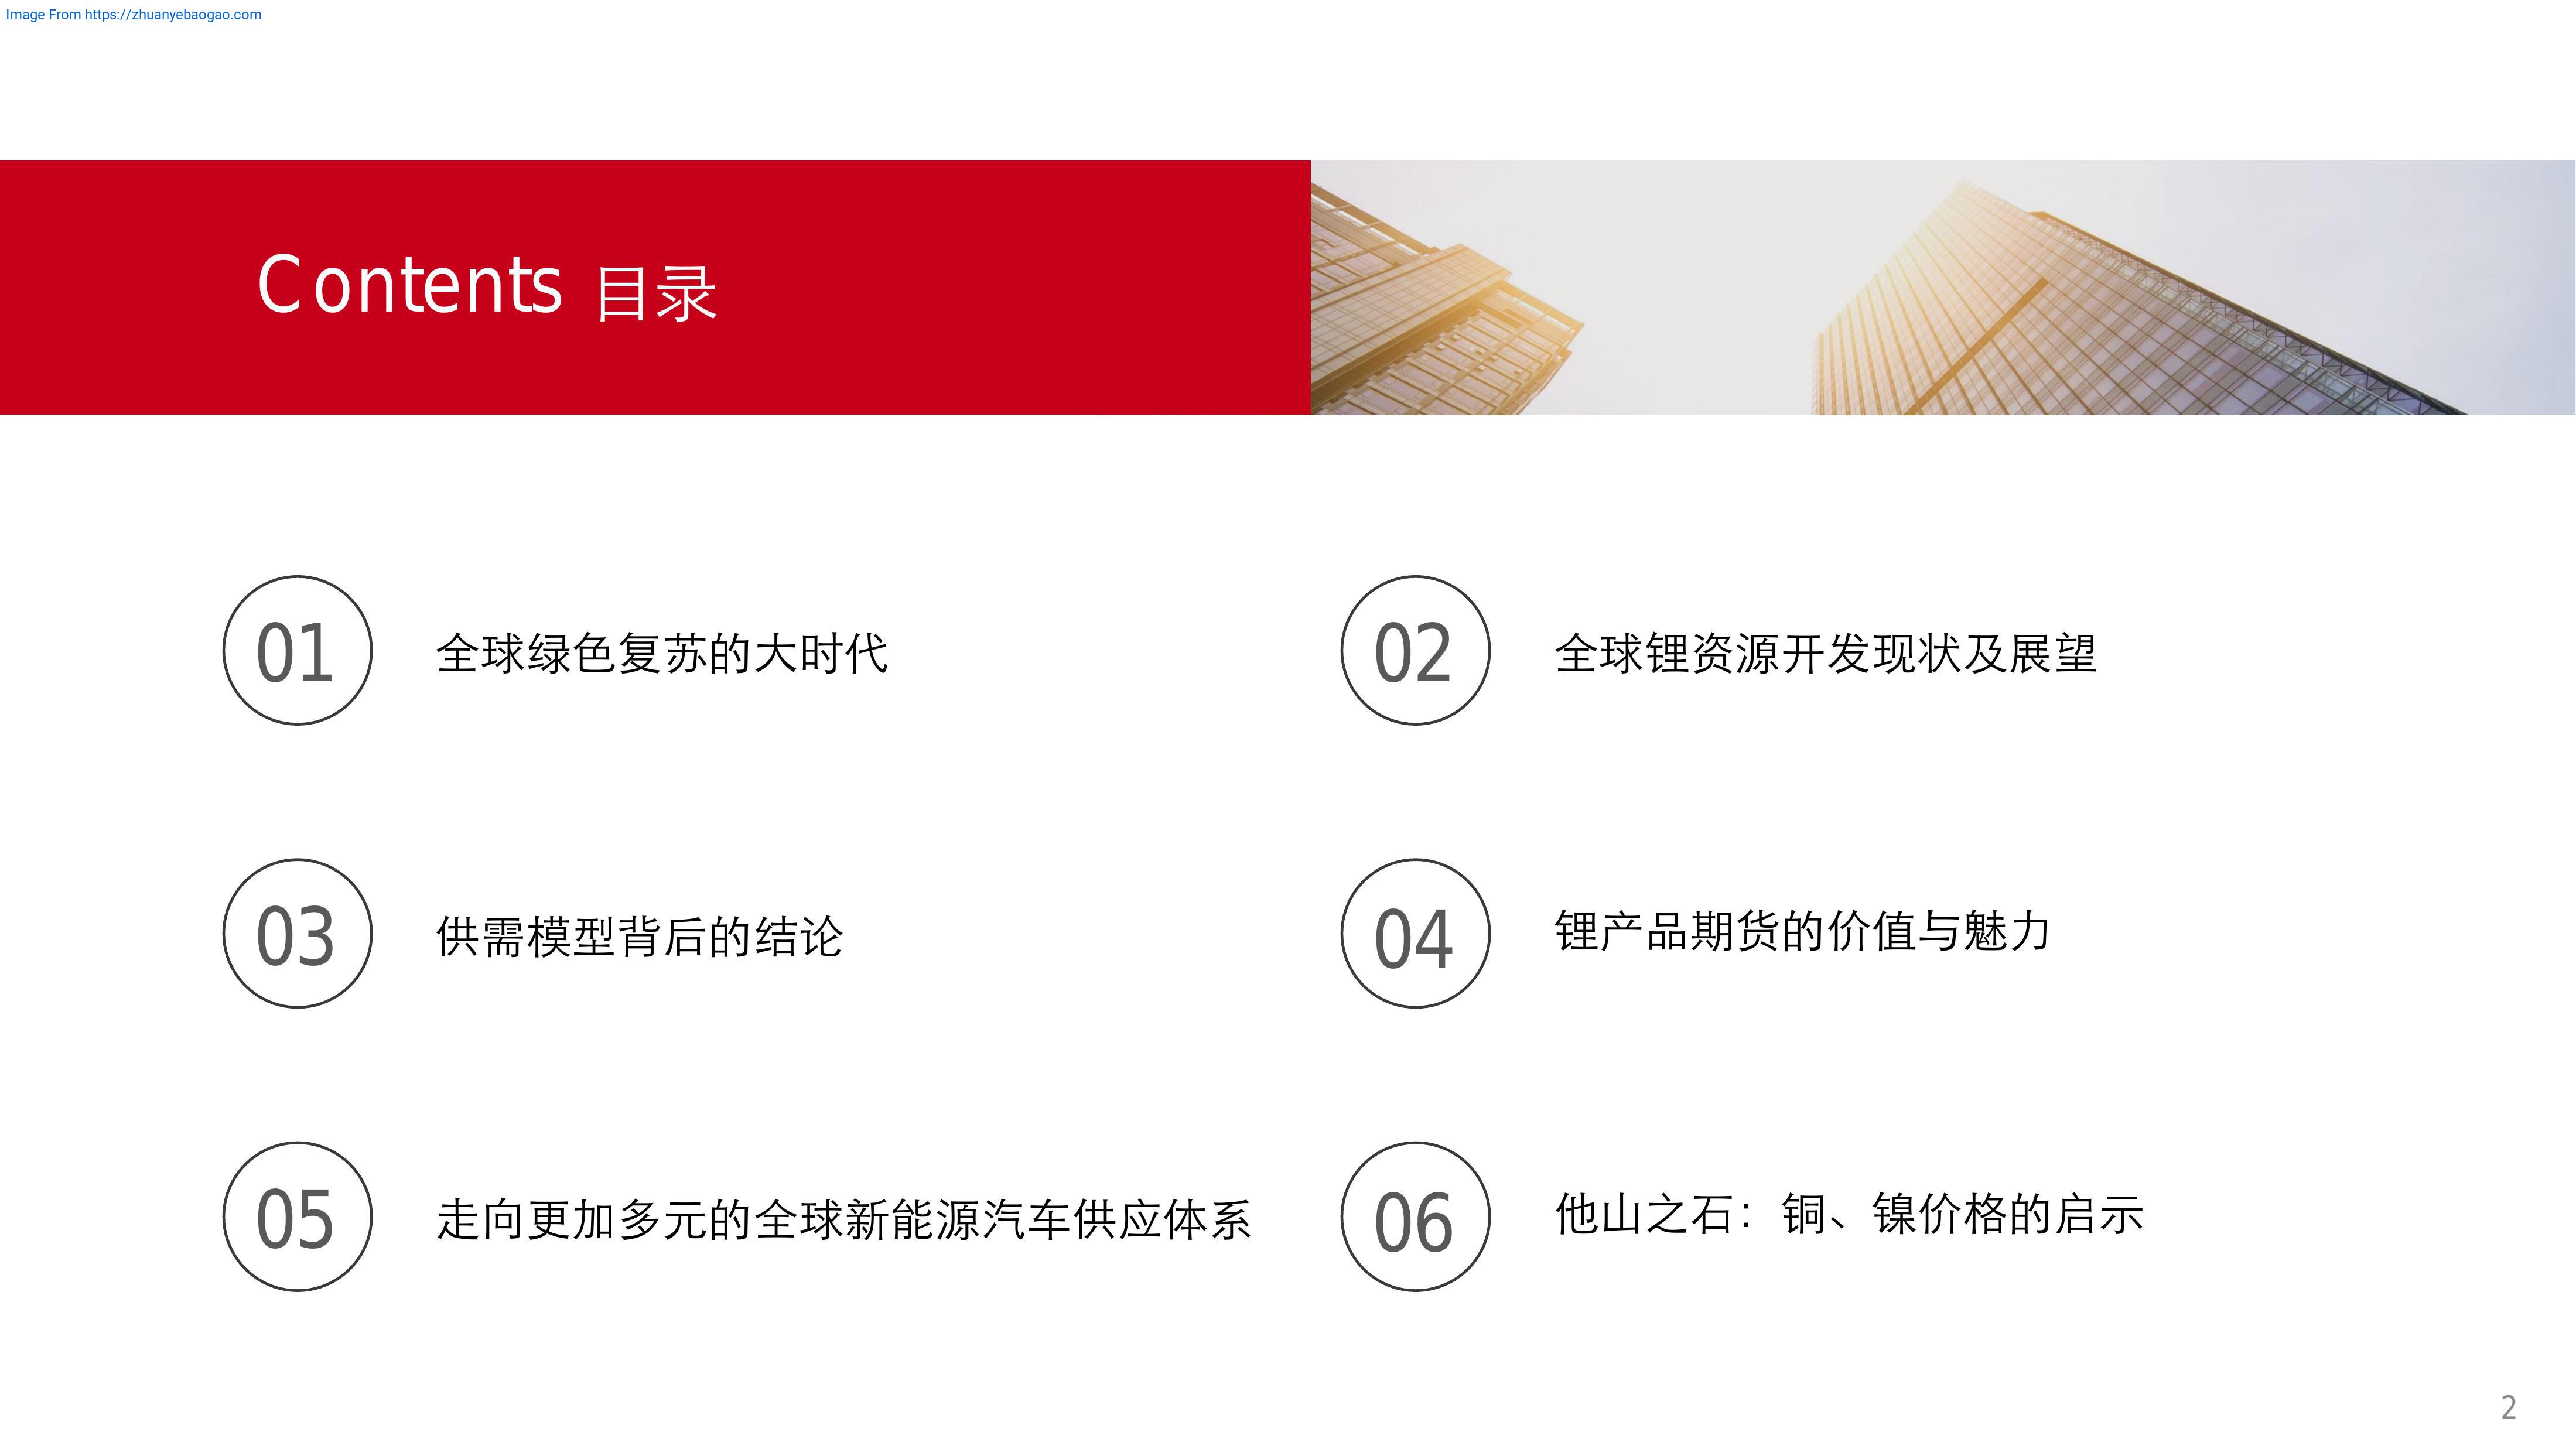 Image From https://zhuanyebaogao.com
Contents 目录
01 全球绿色复苏的大时代
02 全球锂资源开发现状及展望
03 供需模型背后的结论
04 锂产品期货的价值与魅力
05 走向更加多元的全球新能源汽车供应体系
06 他山之石：铜、镍价格的启示
2